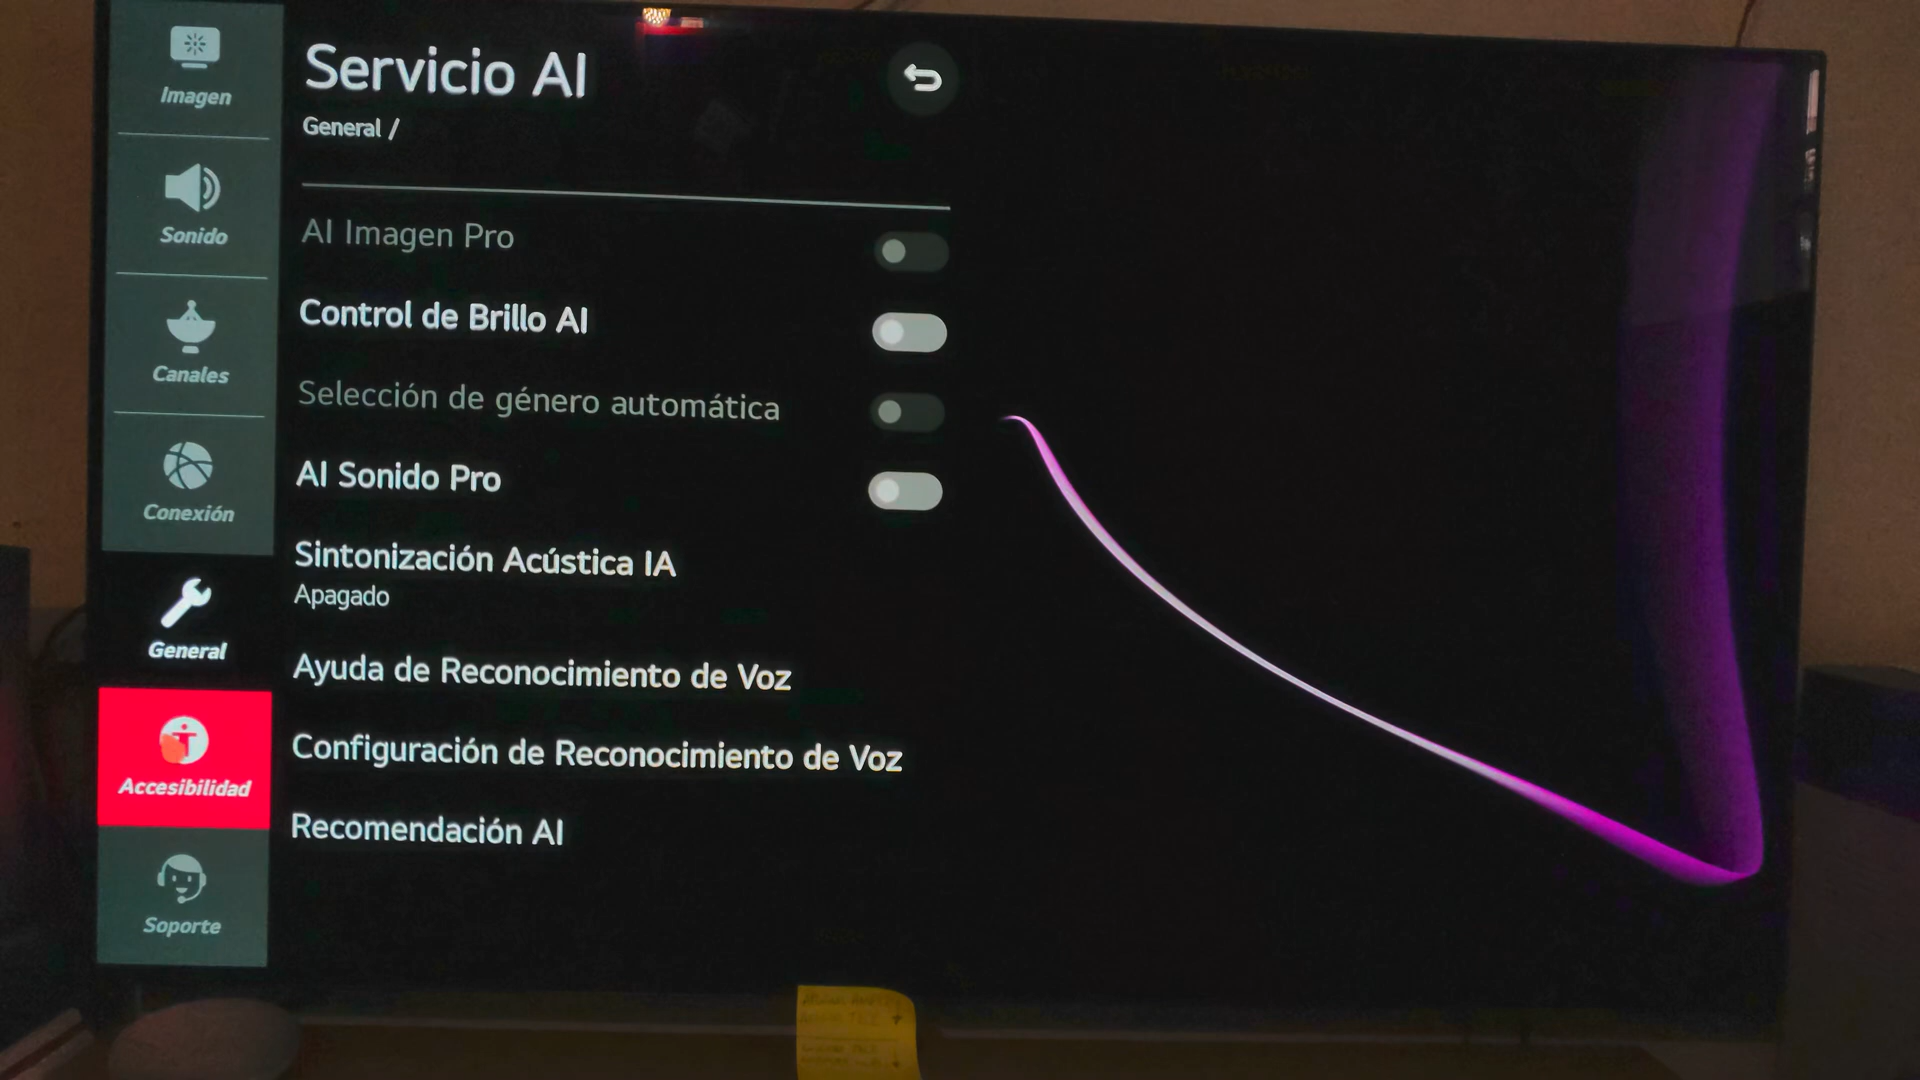 Imagen
Sonido
Canales
Conexión
General
Accesibilidad
Soporte
Servicio AI
General /
AI Imagen Pro
Control de Brillo AI
Selección de género automática
AI Sonido Pro
Sintonización Acústica IA
Apagado
Ayuda de Reconocimiento de Voz
Configuración de Reconocimiento de Voz
Recomendación AI